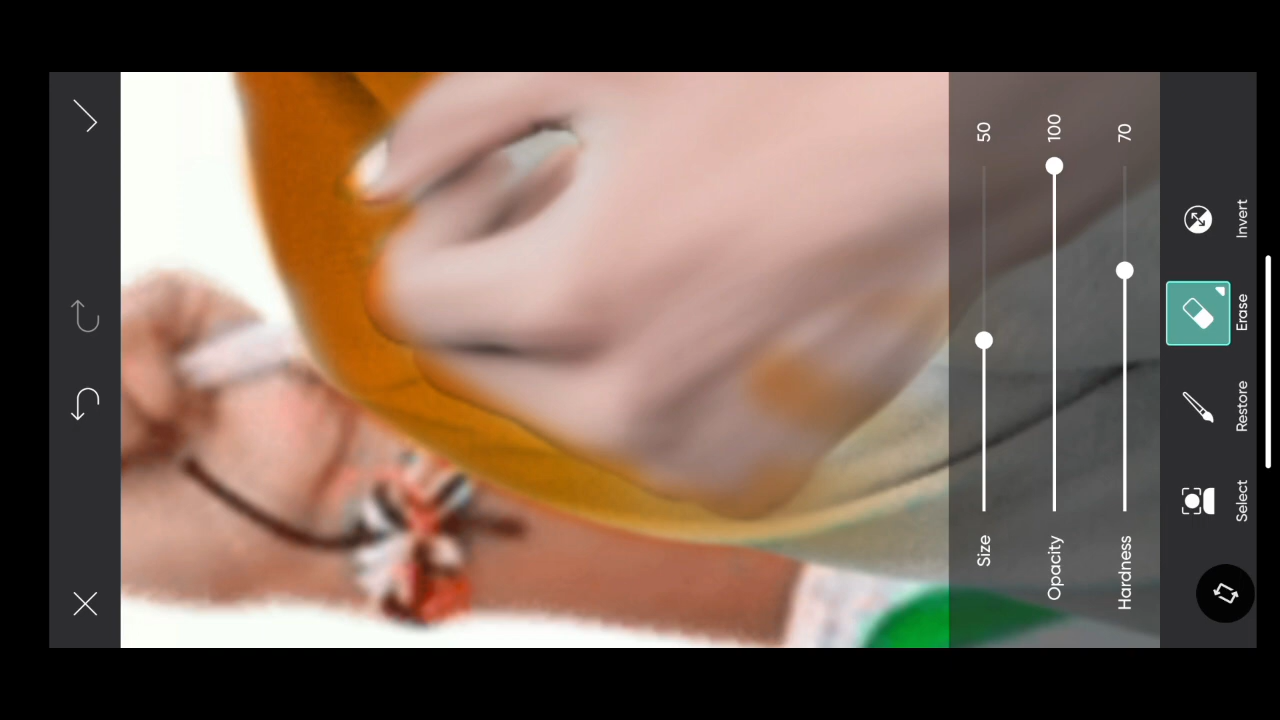 Size 50
Opacity 100
Hardness 70
Select
Restore
Erase
Invert